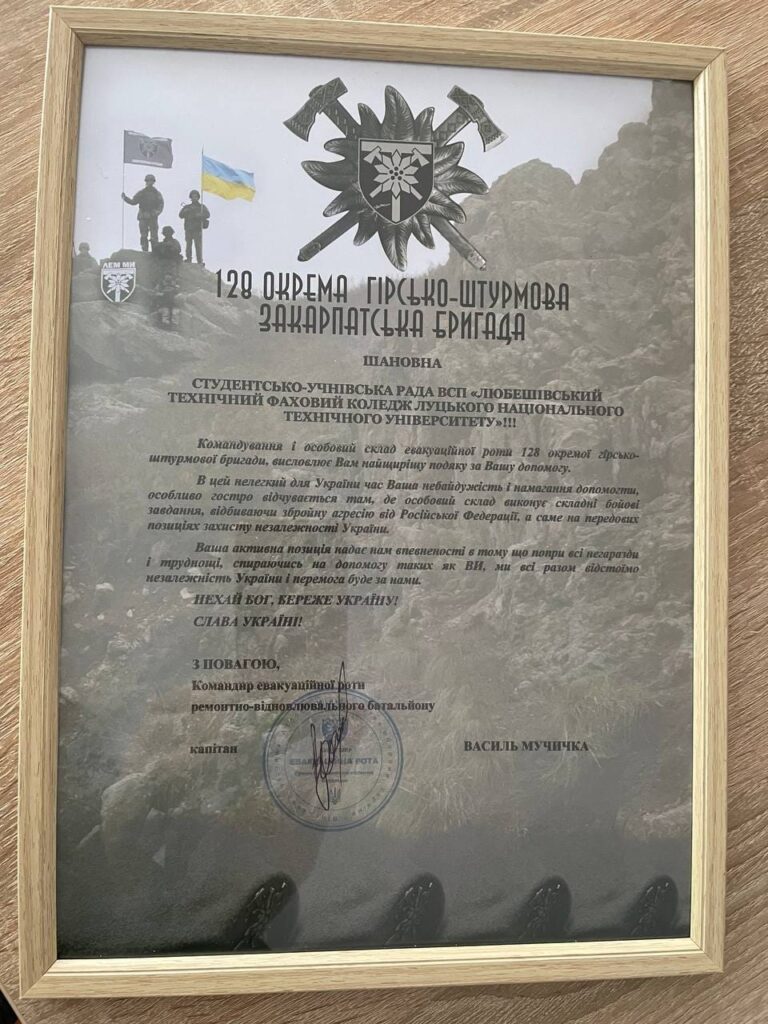 ЛЕМ МИ
128 ОКРЕМА ГІРСЬКО-ШТУРМОВА
ЗАКАРПАТСЬКА БРИГАДА
ШАНОВНА
СТУДЕНТСЬКО-УЧНІВСЬКА РАДА ВСП «ЛЮБЕШІВСЬКИЙ
ТЕХНІЧНИЙ ФАХОВИЙ КОЛЕДЖ ЛУЦЬКОГО НАЦІОНАЛЬНОГО
ТЕХНІЧНОГО УНІВЕРСИТЕТУ»!!!
Командування і особовий склад евакуаційної роти 128 окремої гірсько-
штурмової бригади, висловлює Вам найщирішу подяку за Вашу допомогу.
В цей нелегкий для України час Ваша небайдужість і намагання допомогти,
особливо гостро відчувається там, де особовий склад виконує складні бойові
завдання, відбиваючи збройну агресію від Російської Федерації, а саме на передових
позиціях захисту незалежності України.
Ваша активна позиція надає нам впевненості в тому що попри всі негаразди
і труднощі, спираючись на допомогу таких як ВИ, ми всі разом відстоїмо
незалежність України і перемога буде за нами.
НЕХАЙ БОГ, БЕРЕЖЕ УКРАЇНУ!
СЛАВА УКРАЇНІ!
З ПОВАГОЮ,
Командир евакуаційної роти
ремонтно-відновлювального батальйону
капітан ВАСИЛЬ МУЧИЧКА
ЕВАКУАЦІЙНА РОТА